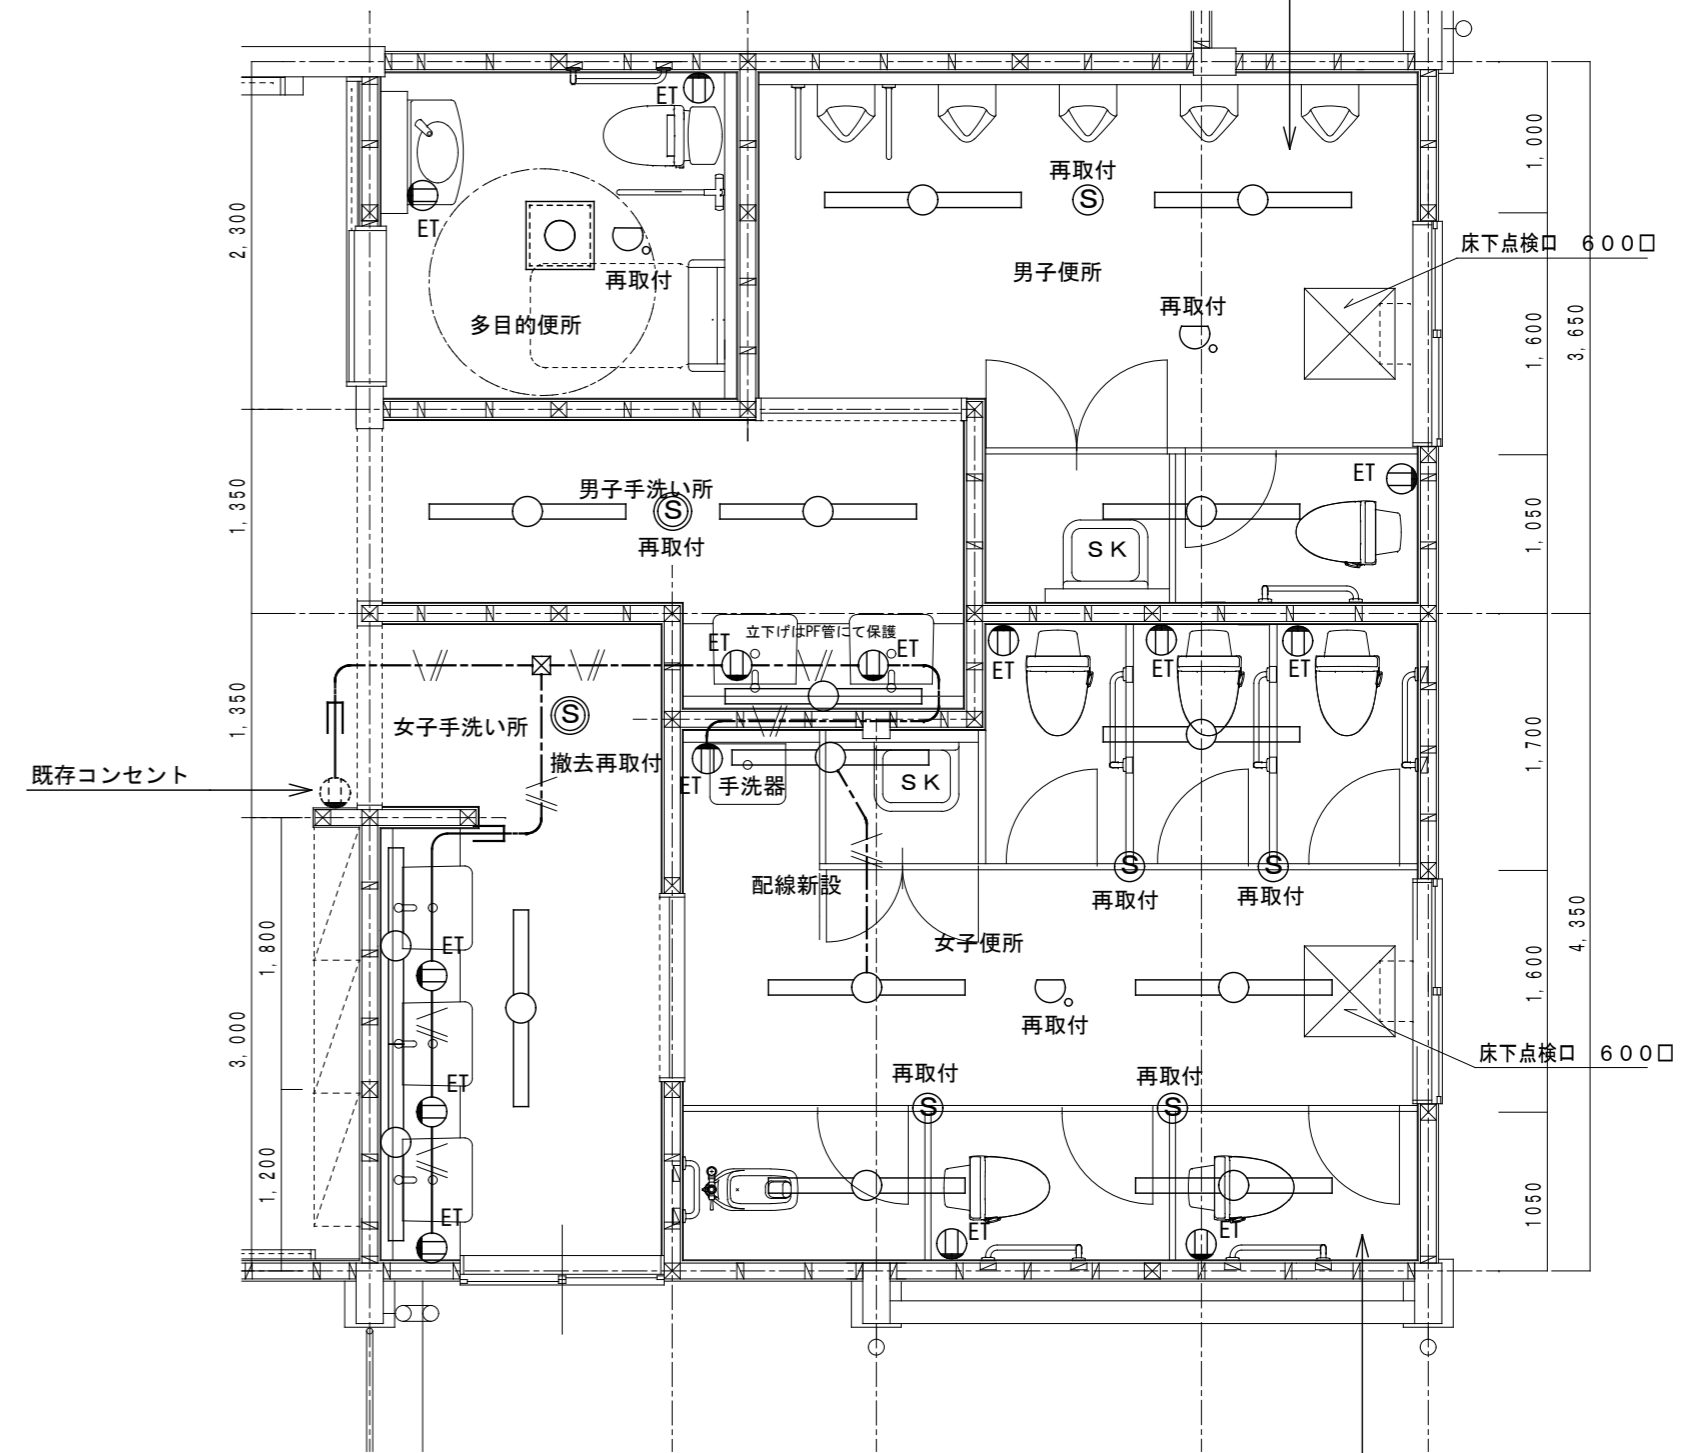 ET
1,000
再取付
S
ET
2,300
床下点検口 600□
男子便所
再取付
再取付
多目的便所
1,600
3,650
ET
男子手洗い所
S
再取付
1,350
1,050
SK
立下げはPF管にて保護
ET
ET
ET
ET
ET
1,350
S
女子手洗い所
1,700
撤去再取付
既存コンセント
ET
手洗器
SK
S
S
配線新設
再取付
再取付
4,350
1,800
ET
女子便所
1,600
再取付
3,000
床下点検口 600□
再取付
再取付
ET
S
S
1,200
1050
ET
ET
ET